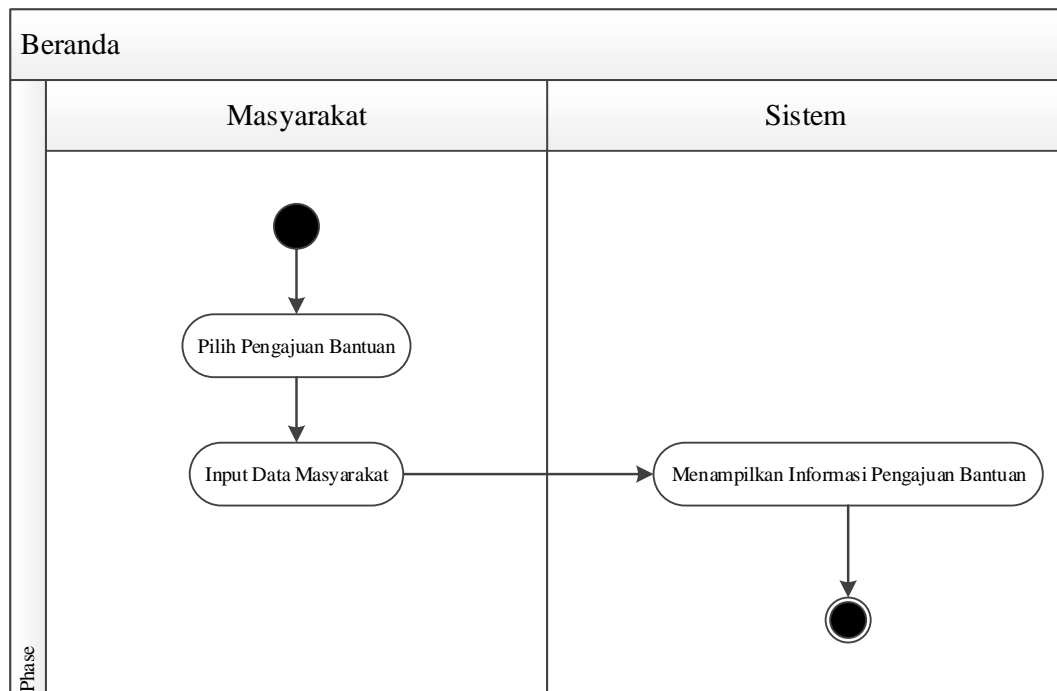 Beranda
Masyarakat
Sistem
Pilih Pengajuan Bantuan
Input Data Masyarakat
Menampilkan Informasi Pengajuan Bantuan
Phase